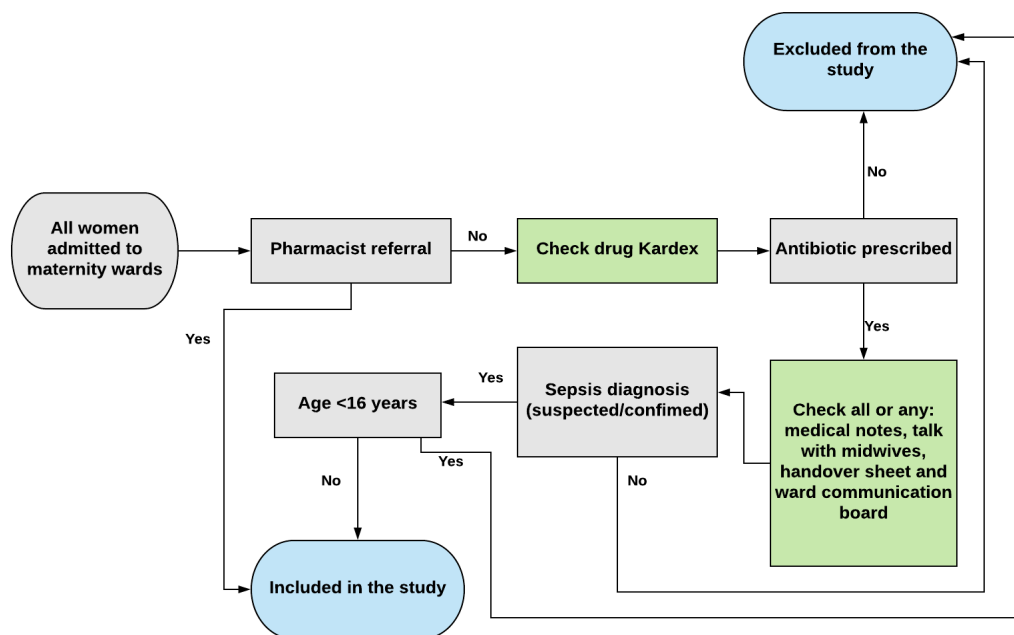 Excluded from the
study
No
All women
admitted to
maternity wards
Pharmacist referral
No
Check drug Kardex
Antibiotic prescribed
Yes
Yes
Age <16 years
Yes
Sepsis diagnosis
(suspected/confimed)
Check all or any:
medical notes, talk
with midwives,
handover sheet and
ward communication
board
No
Yes
No
Included in the study